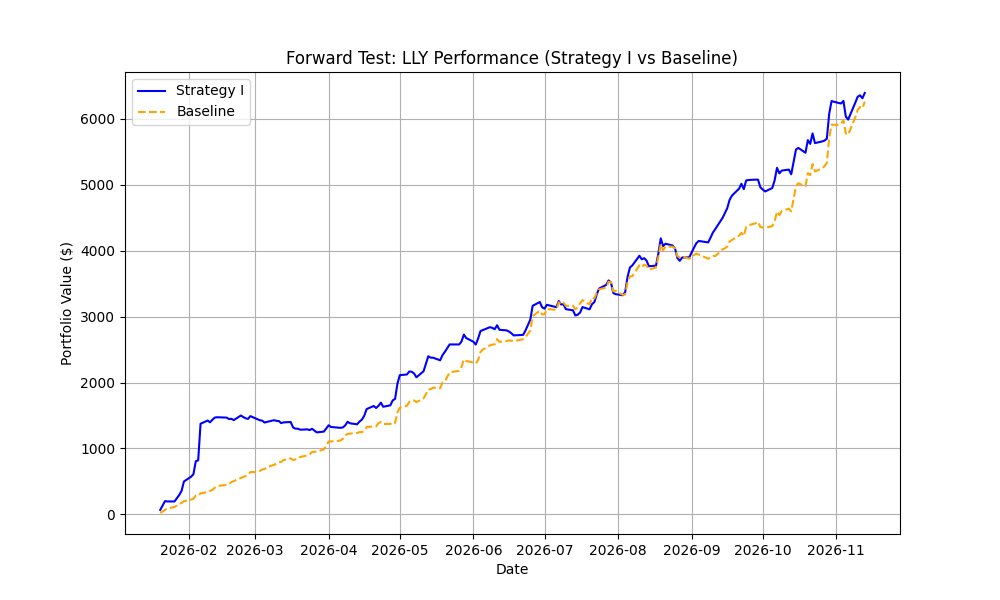 Forward Test: LLY Performance (Strategy I vs Baseline)
Strategy I
Baseline
Portfolio Value ($)
6000
5000
4000
3000
2000
1000
0
2026-02 2026-03 2026-04 2026-05 2026-06 2026-07 2026-08 2026-09 2026-10 2026-11
Date